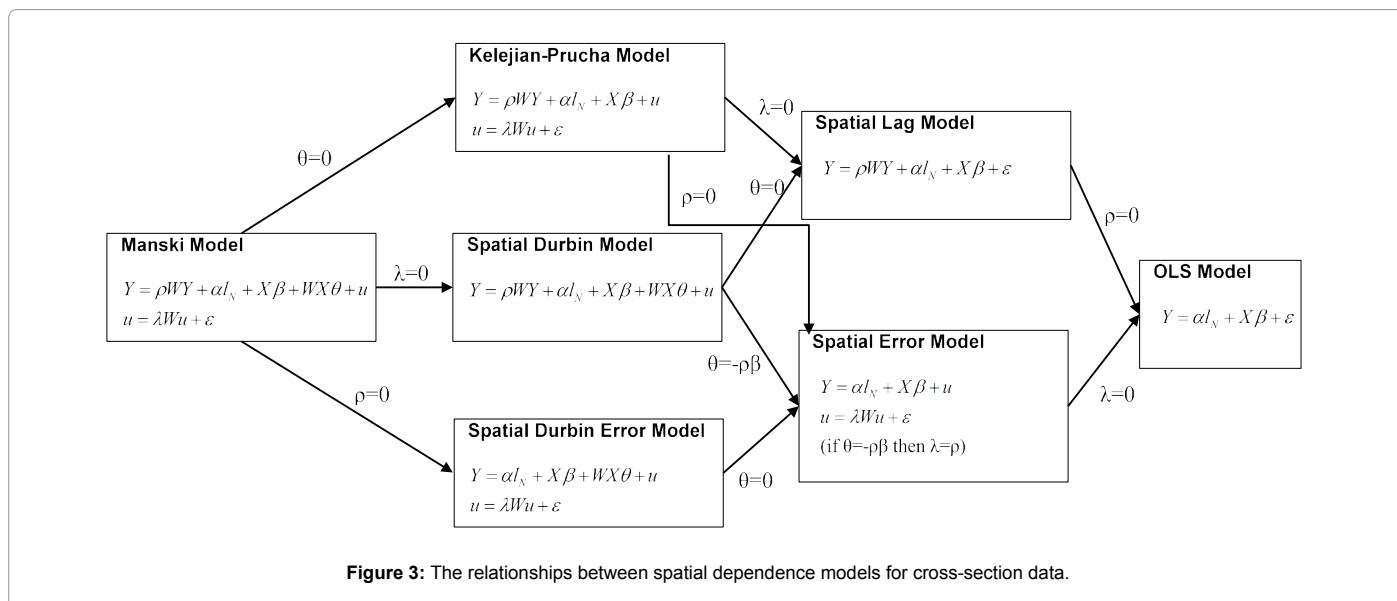 Kelejian-Prucha Model
Y = ρWY + αl_N + Xβ + u
u = λWu + ε
λ=0
Spatial Lag Model
Y = ρWY + αl_N + Xβ + ε
θ=0
θ=0
ρ=0
ρ=0
Manski Model
Y = ρWY + αl_N + Xβ + WXθ + u
u = λWu + ε
λ=0
Spatial Durbin Model
Y = ρWY + αl_N + Xβ + WXθ + u
OLS Model
Y = αl_N + Xβ + ε
θ=-ρβ
Spatial Error Model
Y = αl_N + Xβ + u
u = λWu + ε
(if θ=-ρβ then λ=ρ)
λ=0
ρ=0
Spatial Durbin Error Model
Y = αl_N + Xβ + WXθ + u
u = λWu + ε
θ=0
Figure 3: The relationships between spatial dependence models for cross-section data.